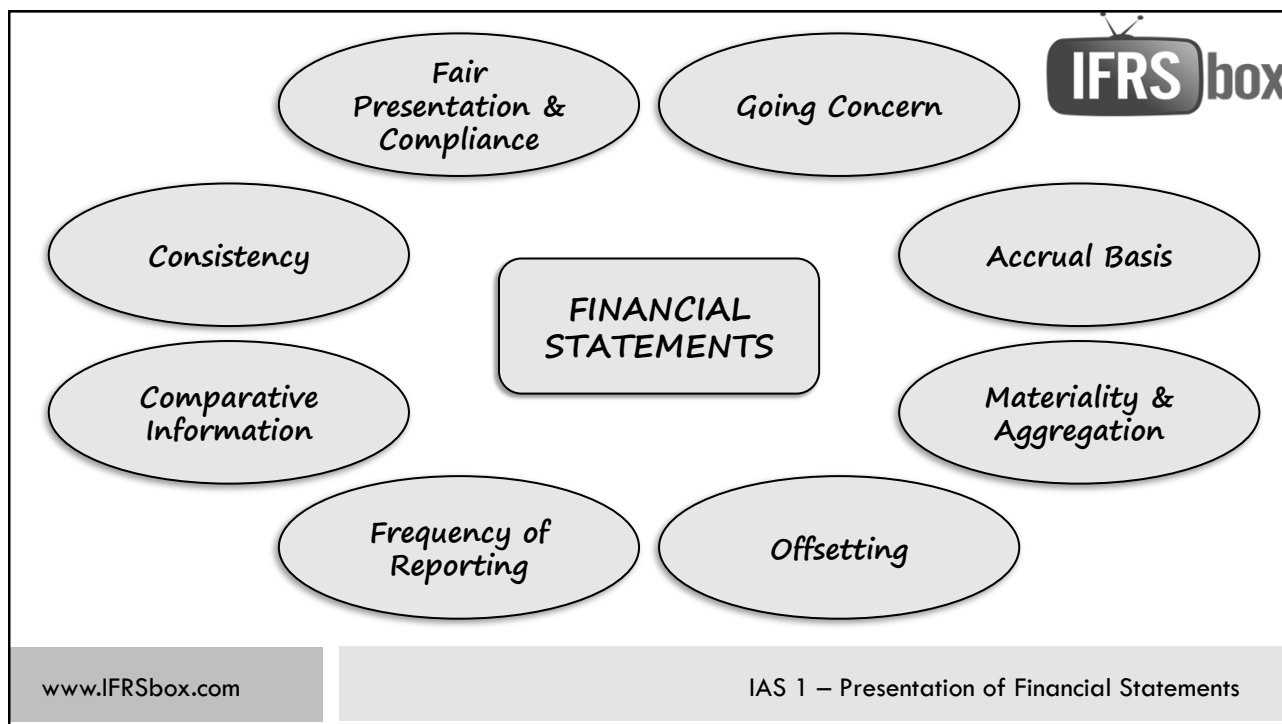 Fair
Presentation &
Compliance
Going Concern
IFRS box
Consistency
Accrual Basis
FINANCIAL
STATEMENTS
Comparative
Information
Materiality &
Aggregation
Frequency of
Reporting
Offsetting
www.IFRSbox.com
IAS 1 – Presentation of Financial Statements